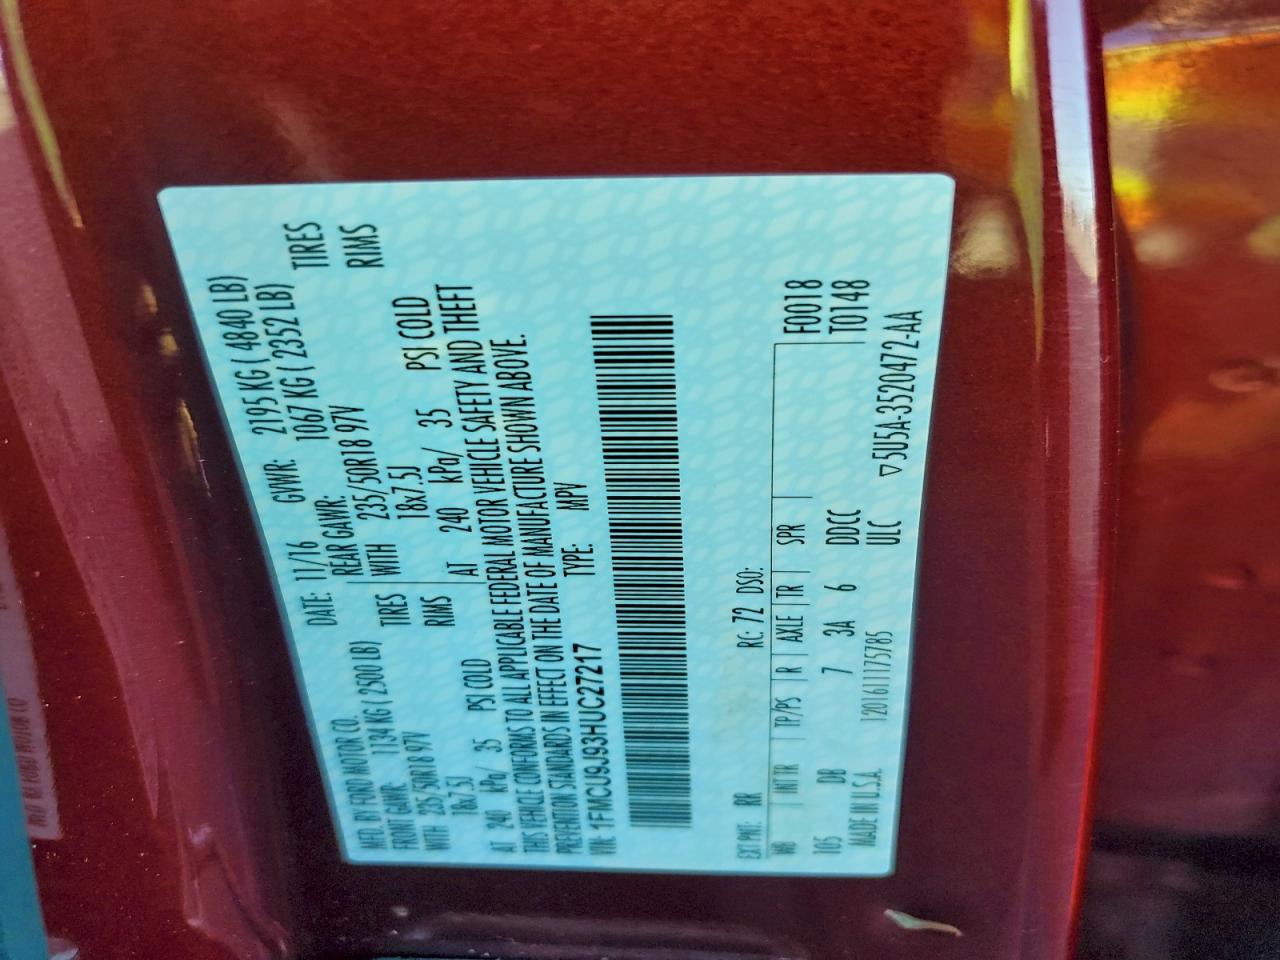 MFD. BY FORD MOTOR CO.
DATE: 11/16 GVWR: 2195 KG ( 4840 LB)
FRONT GAWR: 1134 KG ( 2500 LB)
REAR GAWR: 1067 KG ( 2352 LB)
WITH 235/50R18 97V TIRES
WITH 235/50R18 97V TIRES
18x7.5J RIMS
18x7.5J RIMS
AT 240 kPa/ 35 PSI COLD
AT 240 kPa/ 35 PSI COLD
THIS VEHICLE CONFORMS TO ALL APPLICABLE FEDERAL MOTOR VEHICLE SAFETY AND THEFT
PREVENTION STANDARDS IN EFFECT ON THE DATE OF MANUFACTURE SHOWN ABOVE.
VIN: 1FMCU9J93HUC27217
TYPE: MPV
EXT PNT: RR RC: 72 DSO:
WB INT TR TP/PS R AXLE TR SPR F0018
105 DB 7 3A 6 DDCC T0148
MADE IN U.S.A. 1201611175785 ULC ▽5U5A-3520472-AA